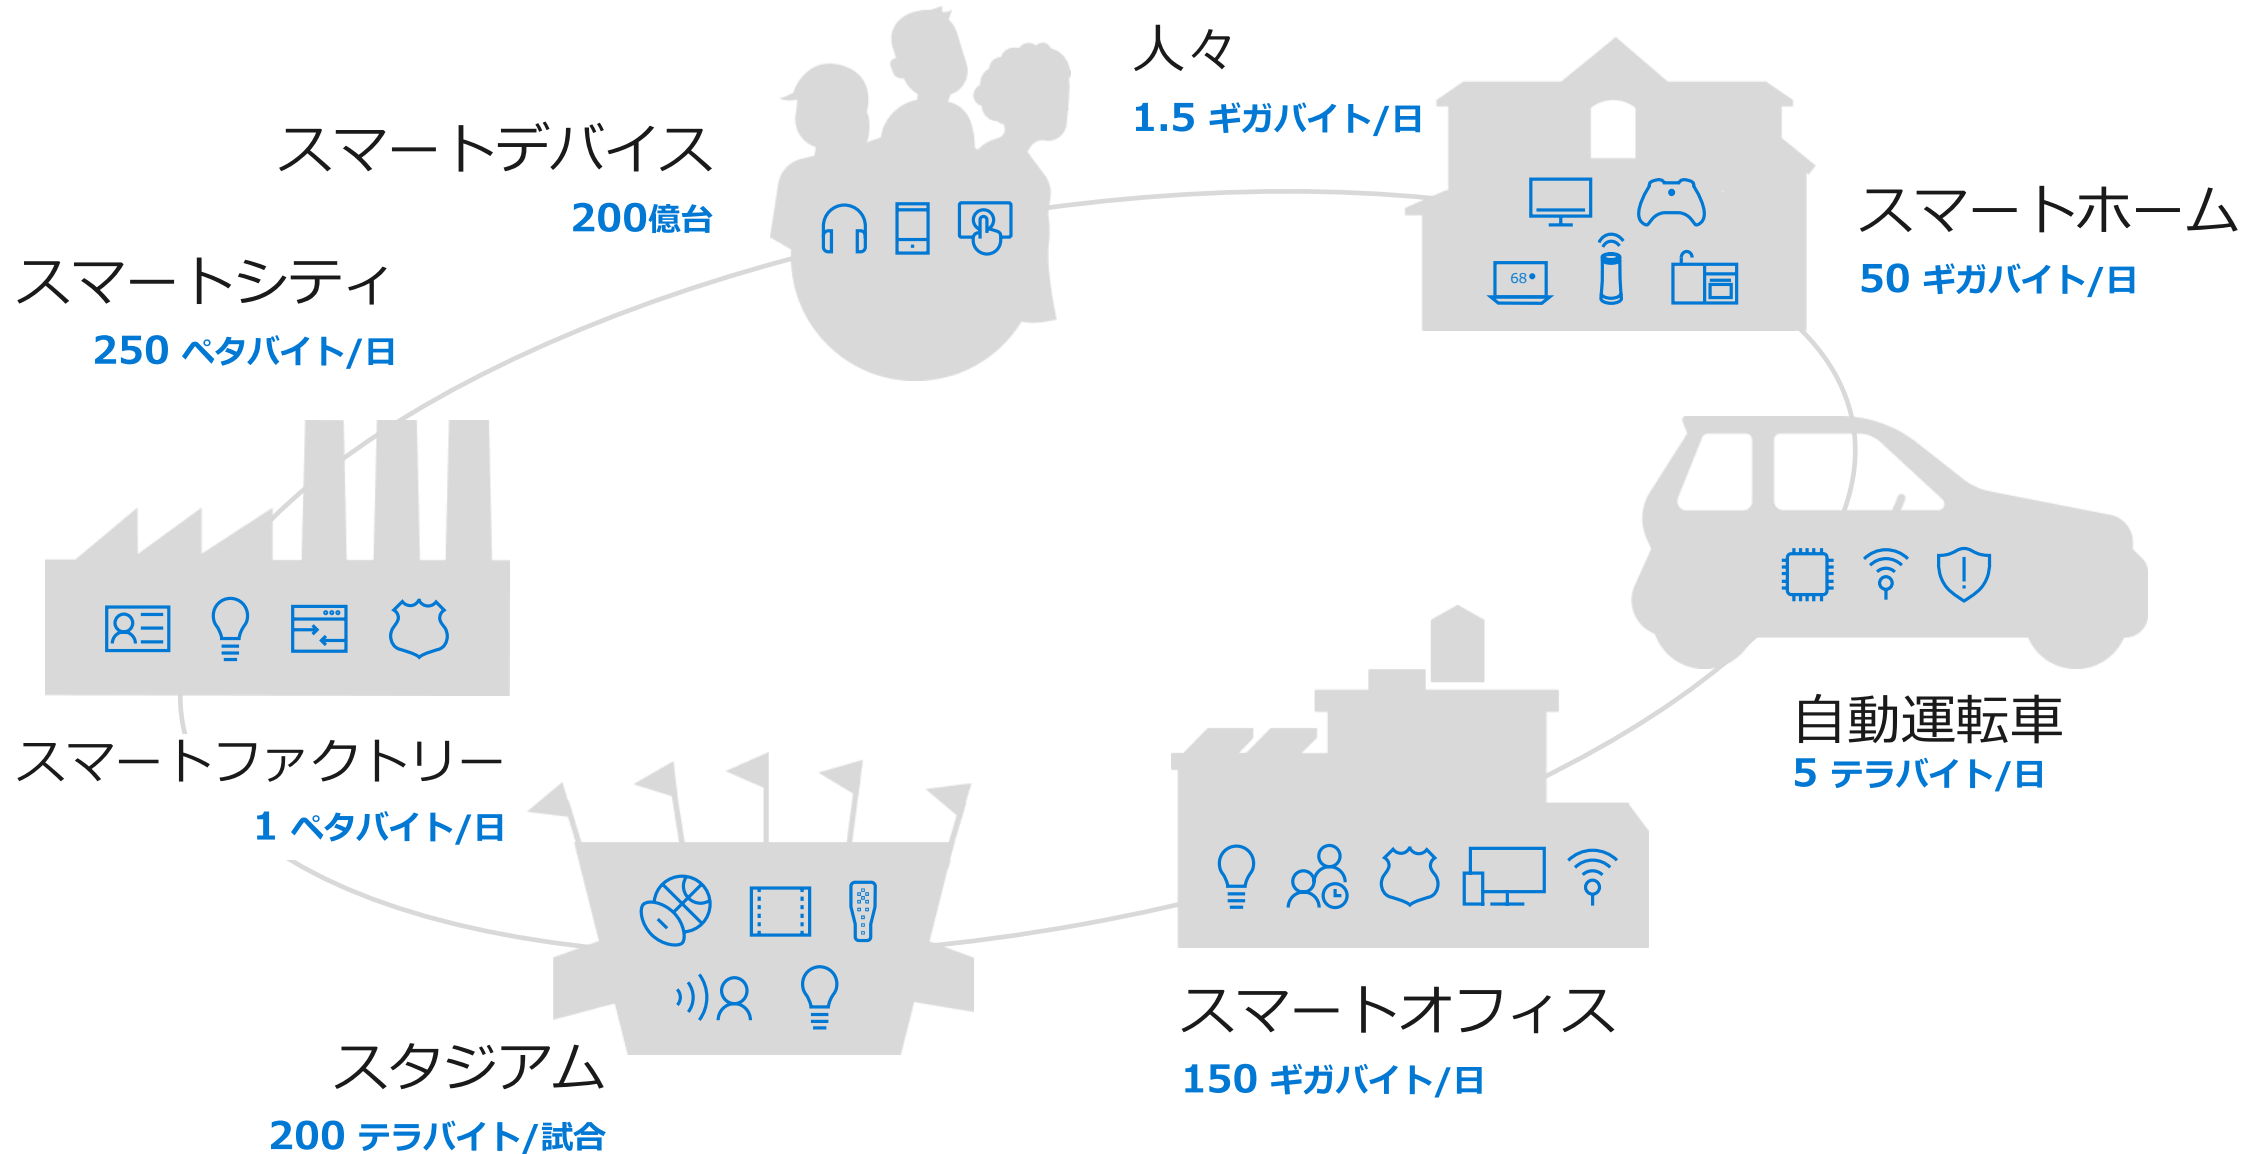 人々
1.5 ギガバイト/日
スマートデバイス
200億台
スマートホーム
50 ギガバイト/日
スマートシティ
250 ペタバイト/日
68°
自動運転車
5 テラバイト/日
スマートファクトリー
1 ペタバイト/日
スマートオフィス
150 ギガバイト/日
スタジアム
200 テラバイト/試合